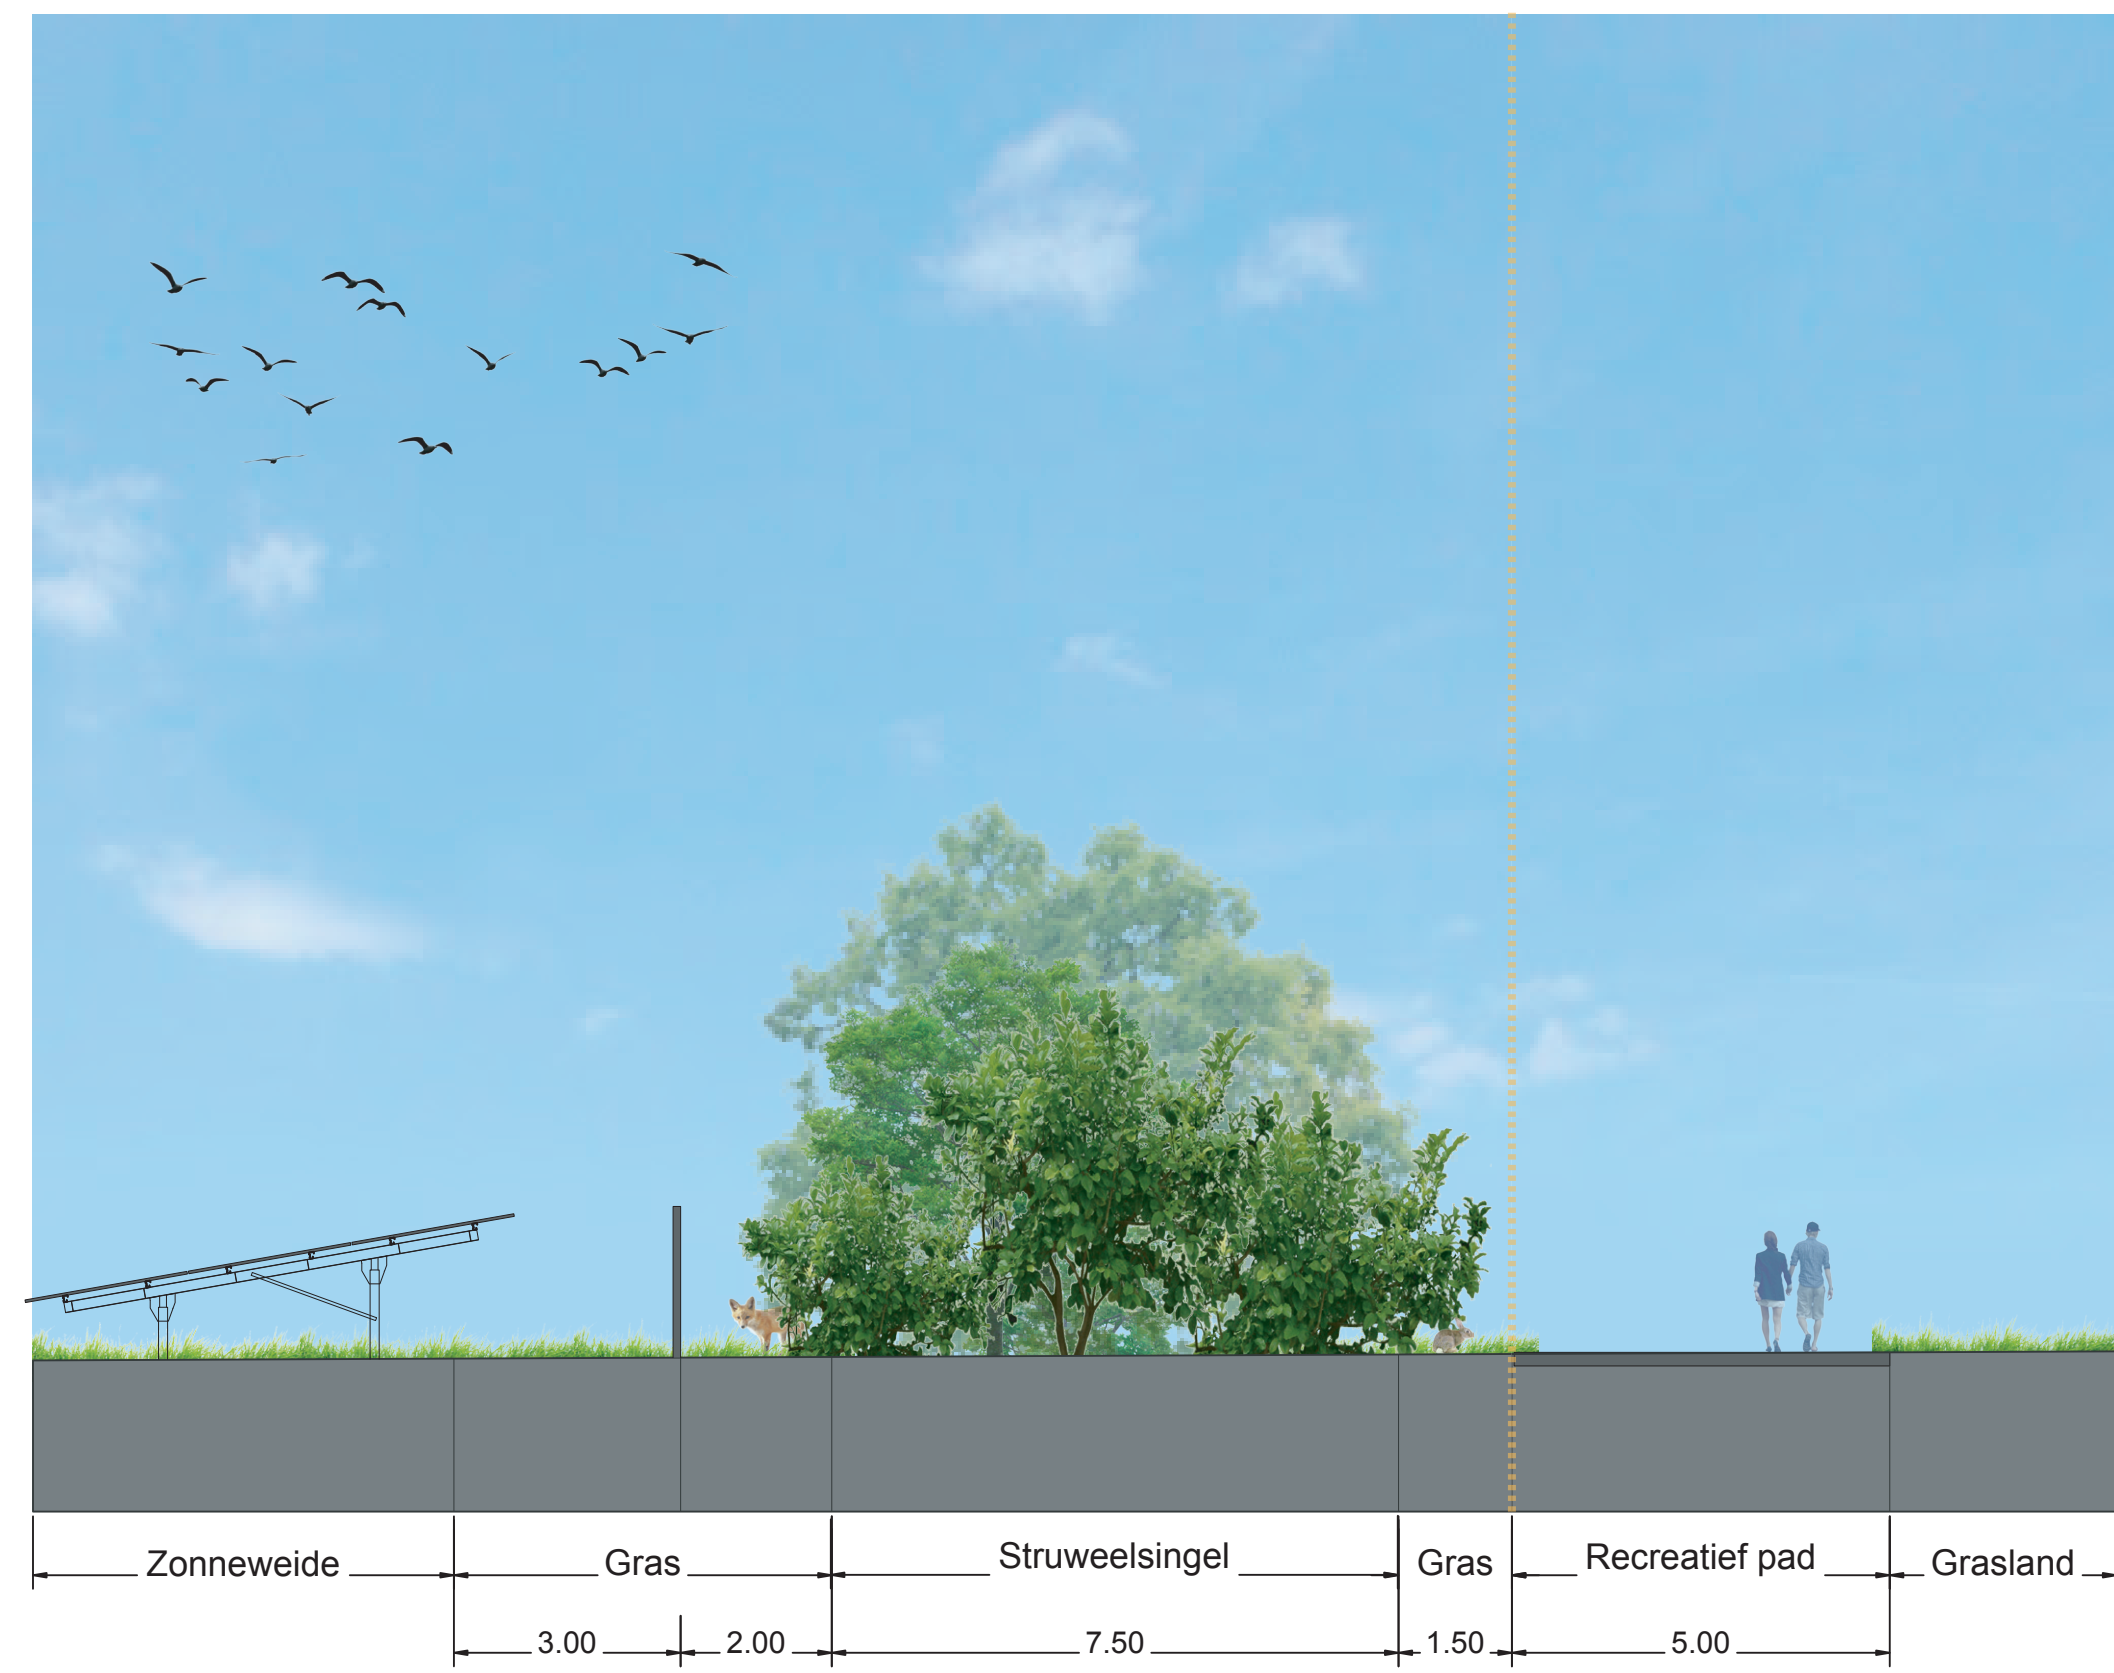 Zonneweide Gras Struweelsingel Gras Recreatief pad Grasland
3.00 2.00 7.50 1.50 5.00